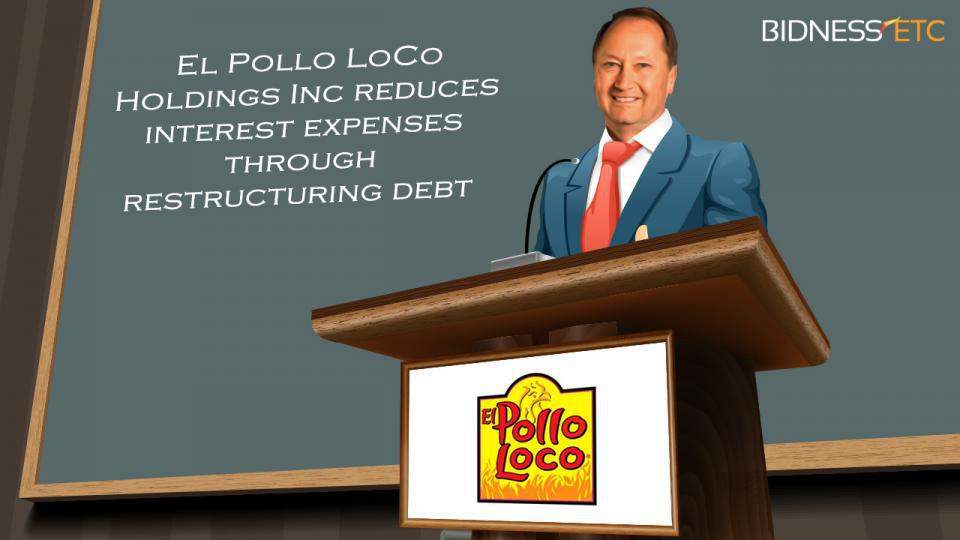 El Pollo LoCo
Holdings Inc reduces
interest expenses
through
restructuring debt
BIDNESS ETC
El
Pollo
Loco